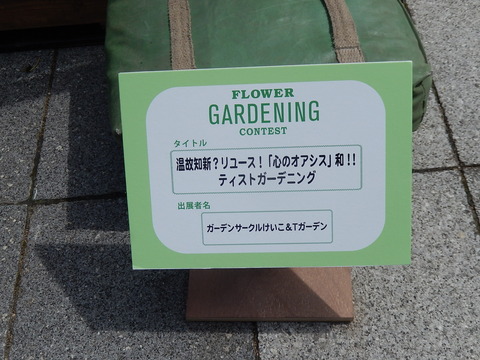 FLOWER
GARDENING
CONTEST
タイトル
温故知新?リユース!「心のオアシス」和!!
ティストガーデニング
出展者名
ガーデンサークルけいこ&Tガーデン